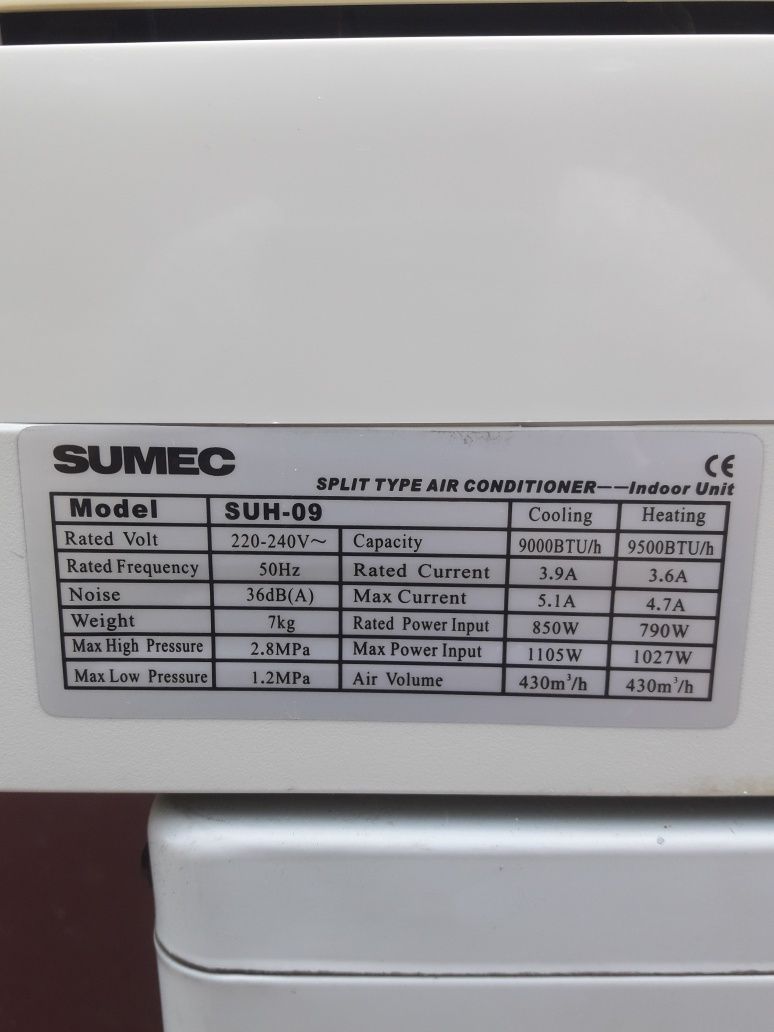 SUMEC
CE
SPLIT TYPE AIR CONDITIONER——Indoor Unit
Model SUH-09 Cooling Heating
Rated Volt 220-240V～ Capacity 9000BTU/h 9500BTU/h
Rated Frequency 50Hz Rated Current 3.9A 3.6A
Noise 36dB(A) Max Current 5.1A 4.7A
Weight 7kg Rated Power Input 850W 790W
Max High Pressure 2.8MPa Max Power Input 1105W 1027W
Max Low Pressure 1.2MPa Air Volume 430m³/h 430m³/h